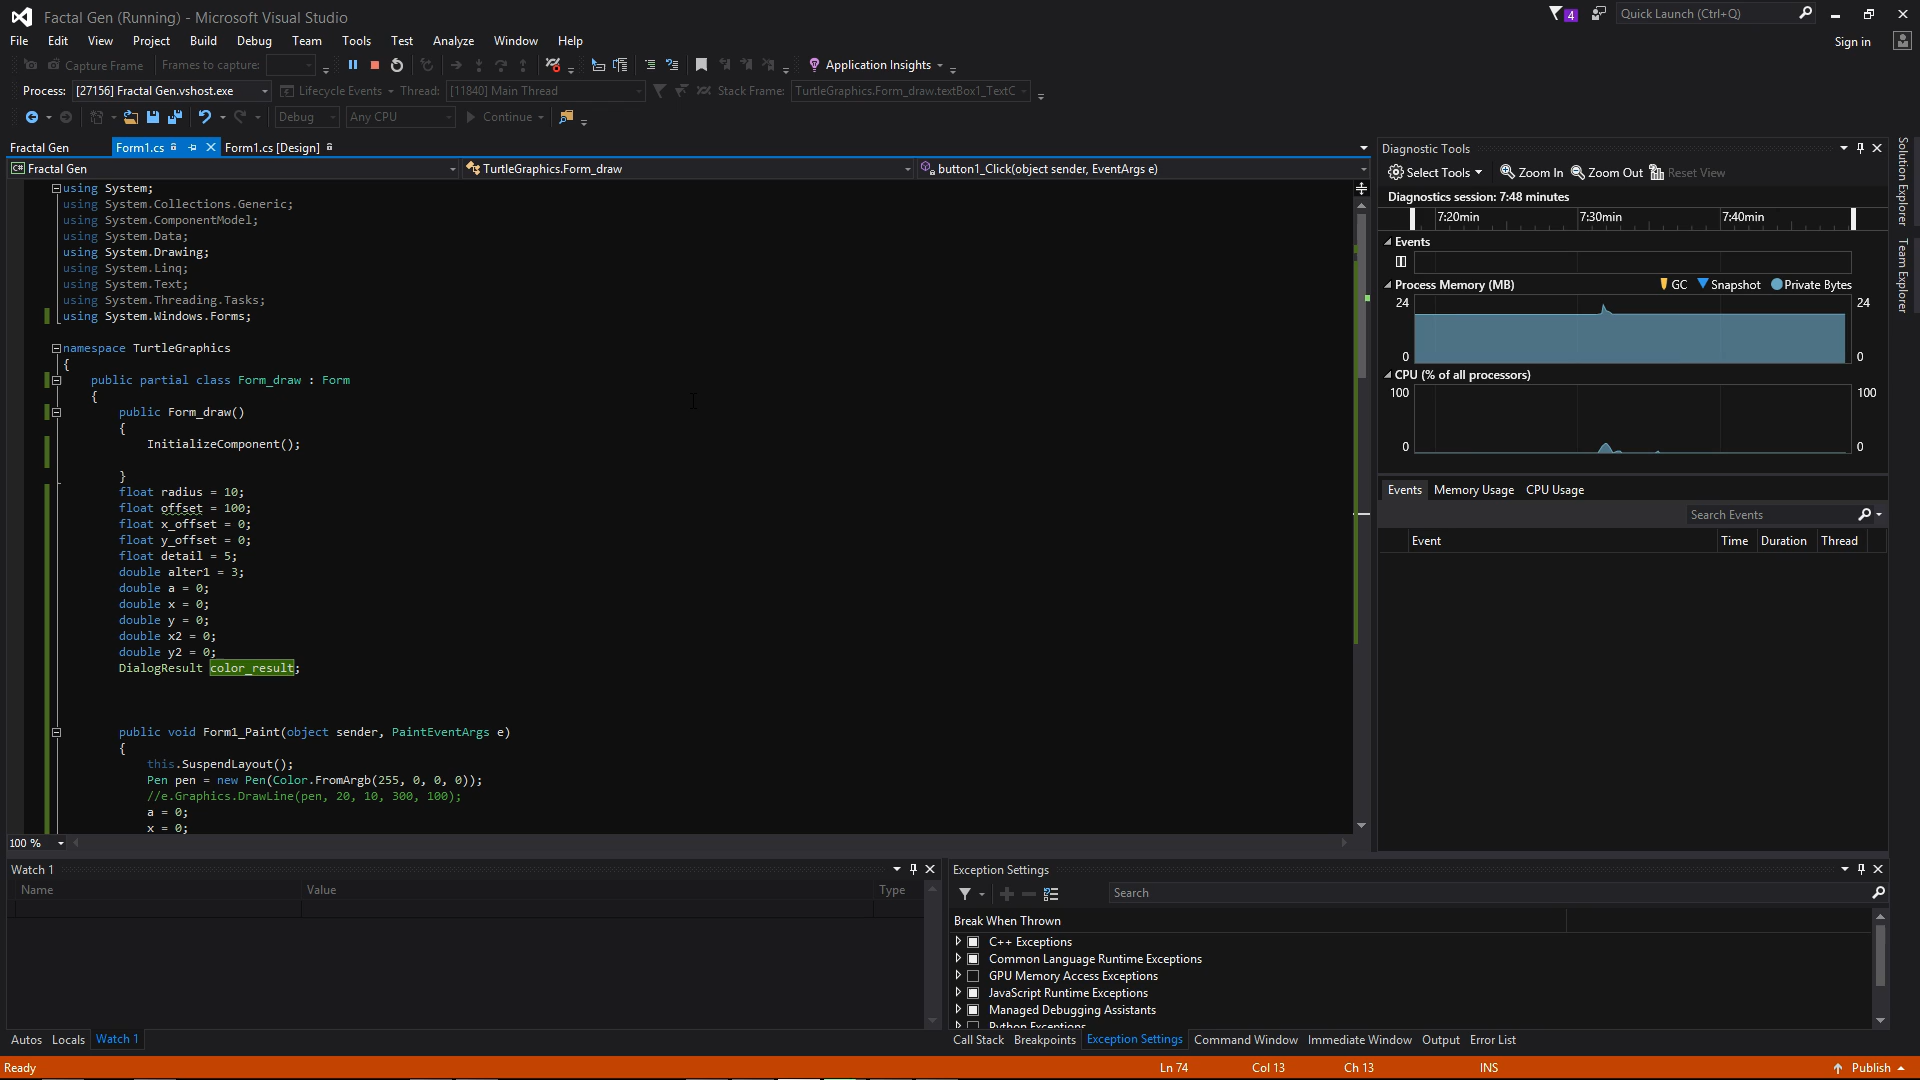 Factal Gen (Running) - Microsoft Visual Studio
4
Quick Launch (Ctrl+Q)
File Edit View Project Build Debug Team Tools Test Analyze Window Help
Sign in
Capture Frame Frames to capture:
Application Insights
Process: [27156] Fractal Gen.vshost.exe Lifecycle Events Thread: [11840] Main Thread Stack Frame: TurtleGraphics.Form_draw.textBox1_TextC
Debug Any CPU Continue
Fractal Gen Form1.cs Form1.cs [Design]
C# Fractal Gen TurtleGraphics.Form_draw button1_Click(object sender, EventArgs e)
using System;
using System.Collections.Generic;
using System.ComponentModel;
using System.Data;
using System.Drawing;
using System.Linq;
using System.Text;
using System.Threading.Tasks;
using System.Windows.Forms;
namespace TurtleGraphics
{
public partial class Form_draw : Form
{
public Form_draw()
{
InitializeComponent();
}
float radius = 10;
float offset = 100;
float x_offset = 0;
float y_offset = 0;
float detail = 5;
double alter1 = 3;
double a = 0;
double x = 0;
double y = 0;
double x2 = 0;
double y2 = 0;
DialogResult color_result;
public void Form1_Paint(object sender, PaintEventArgs e)
{
this.SuspendLayout();
Pen pen = new Pen(Color.FromArgb(255, 0, 0, 0));
//e.Graphics.DrawLine(pen, 20, 10, 300, 100);
a = 0;
x = 0;
100 %
Diagnostic Tools
Select Tools Zoom In Zoom Out Reset View
Diagnostics session: 7:48 minutes
7:20min 7:30min 7:40min
Events
Process Memory (MB) GC Snapshot Private Bytes
24 24
0 0
CPU (% of all processors)
100 100
0 0
Events Memory Usage CPU Usage
Search Events
Event Time Duration Thread
Solution Explorer
Team Explorer
Watch 1
Name Value Type
Autos Locals Watch 1
Exception Settings
Search
Break When Thrown
C++ Exceptions
Common Language Runtime Exceptions
GPU Memory Access Exceptions
JavaScript Runtime Exceptions
Managed Debugging Assistants
Python Exceptions
Call Stack Breakpoints Exception Settings Command Window Immediate Window Output Error List
Ready Ln 74 Col 13 Ch 13 INS Publish